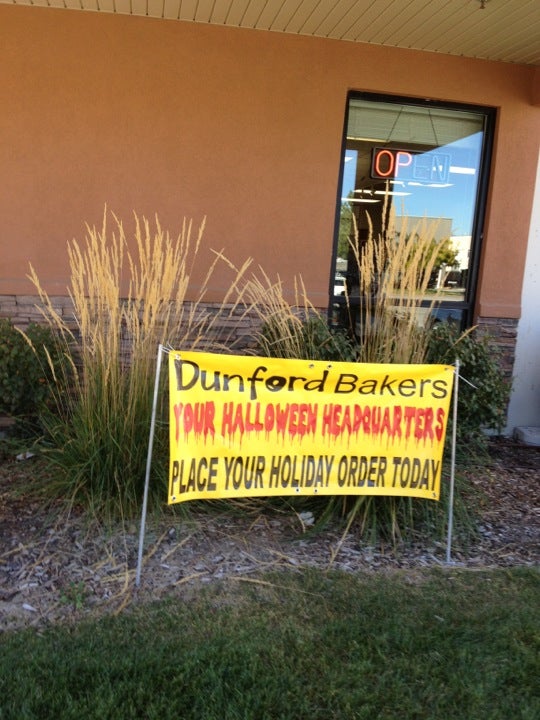 OPEN
Dunford Bakers
YOUR HALLOWEEN HEADQUARTERS
PLACE YOUR HOLIDAY ORDER TODAY